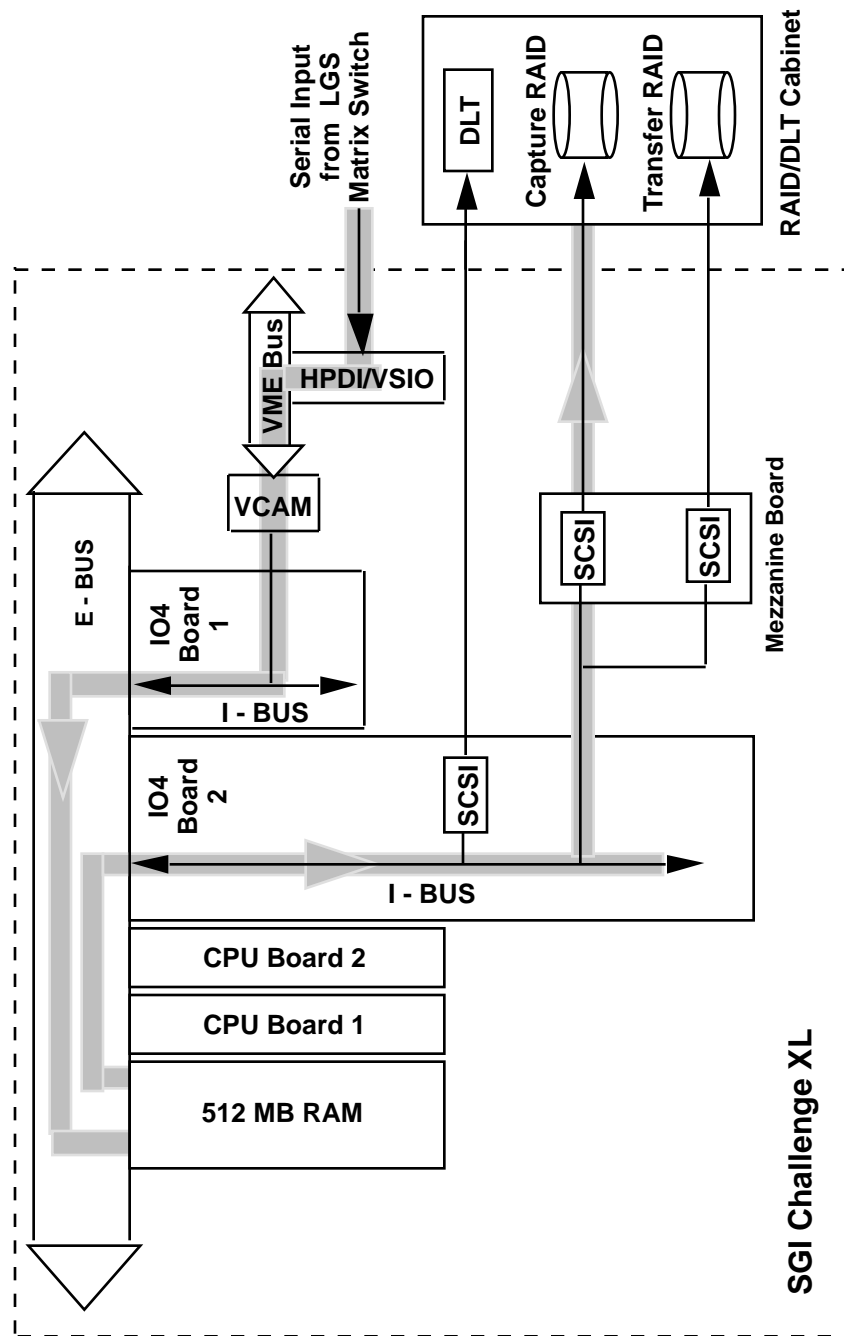 Serial Input
from LGS
Matrix Switch
DLT
Capture RAID
Transfer RAID
RAID/DLT Cabinet
VME Bus
HPDI/VSIO
VCAM
E - BUS
IO4
Board
1
I - BUS
SCSI
SCSI
Mezzanine Board
IO4
Board
2
SCSI
I - BUS
CPU Board 2
CPU Board 1
512 MB RAM
SGI Challenge XL